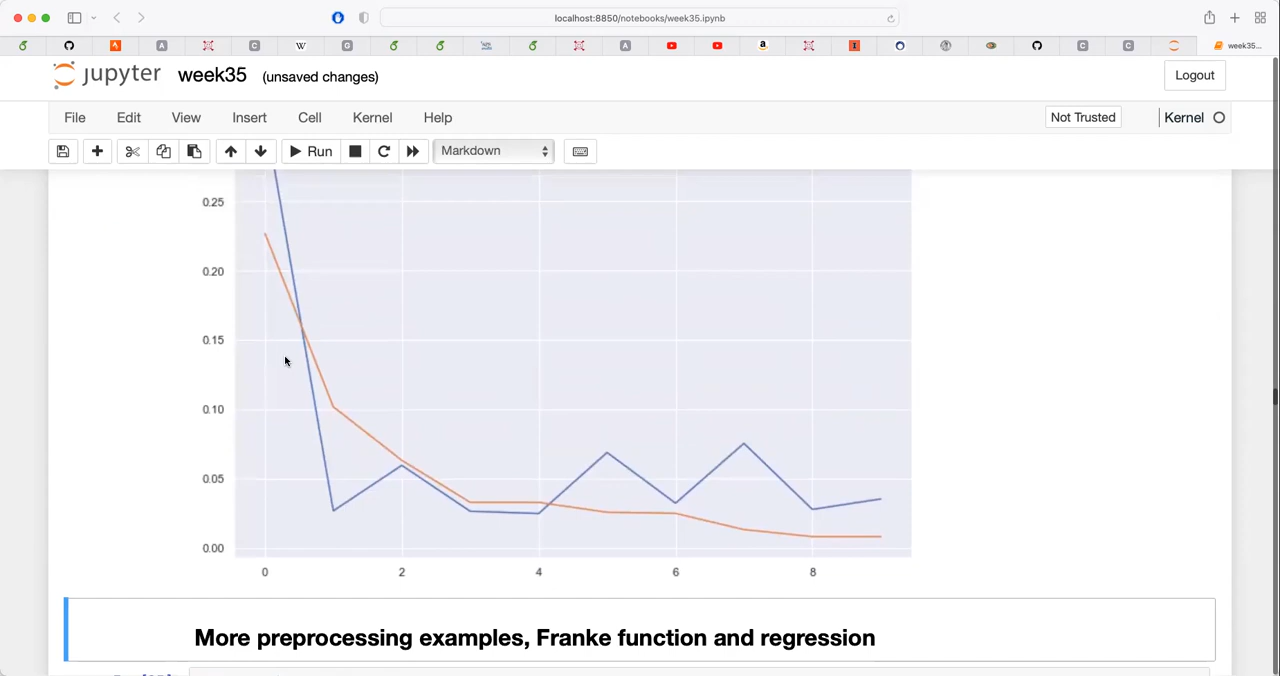 localhost:8850/notebooks/week35.ipynb
W
week35...
jupyter week35 (unsaved changes)
Logout
File Edit View Insert Cell Kernel Help
Not Trusted
Kernel
Run
Markdown
0.25
0.20
0.15
0.10
0.05
0.00
0 2 4 6 8
More preprocessing examples, Franke function and regression